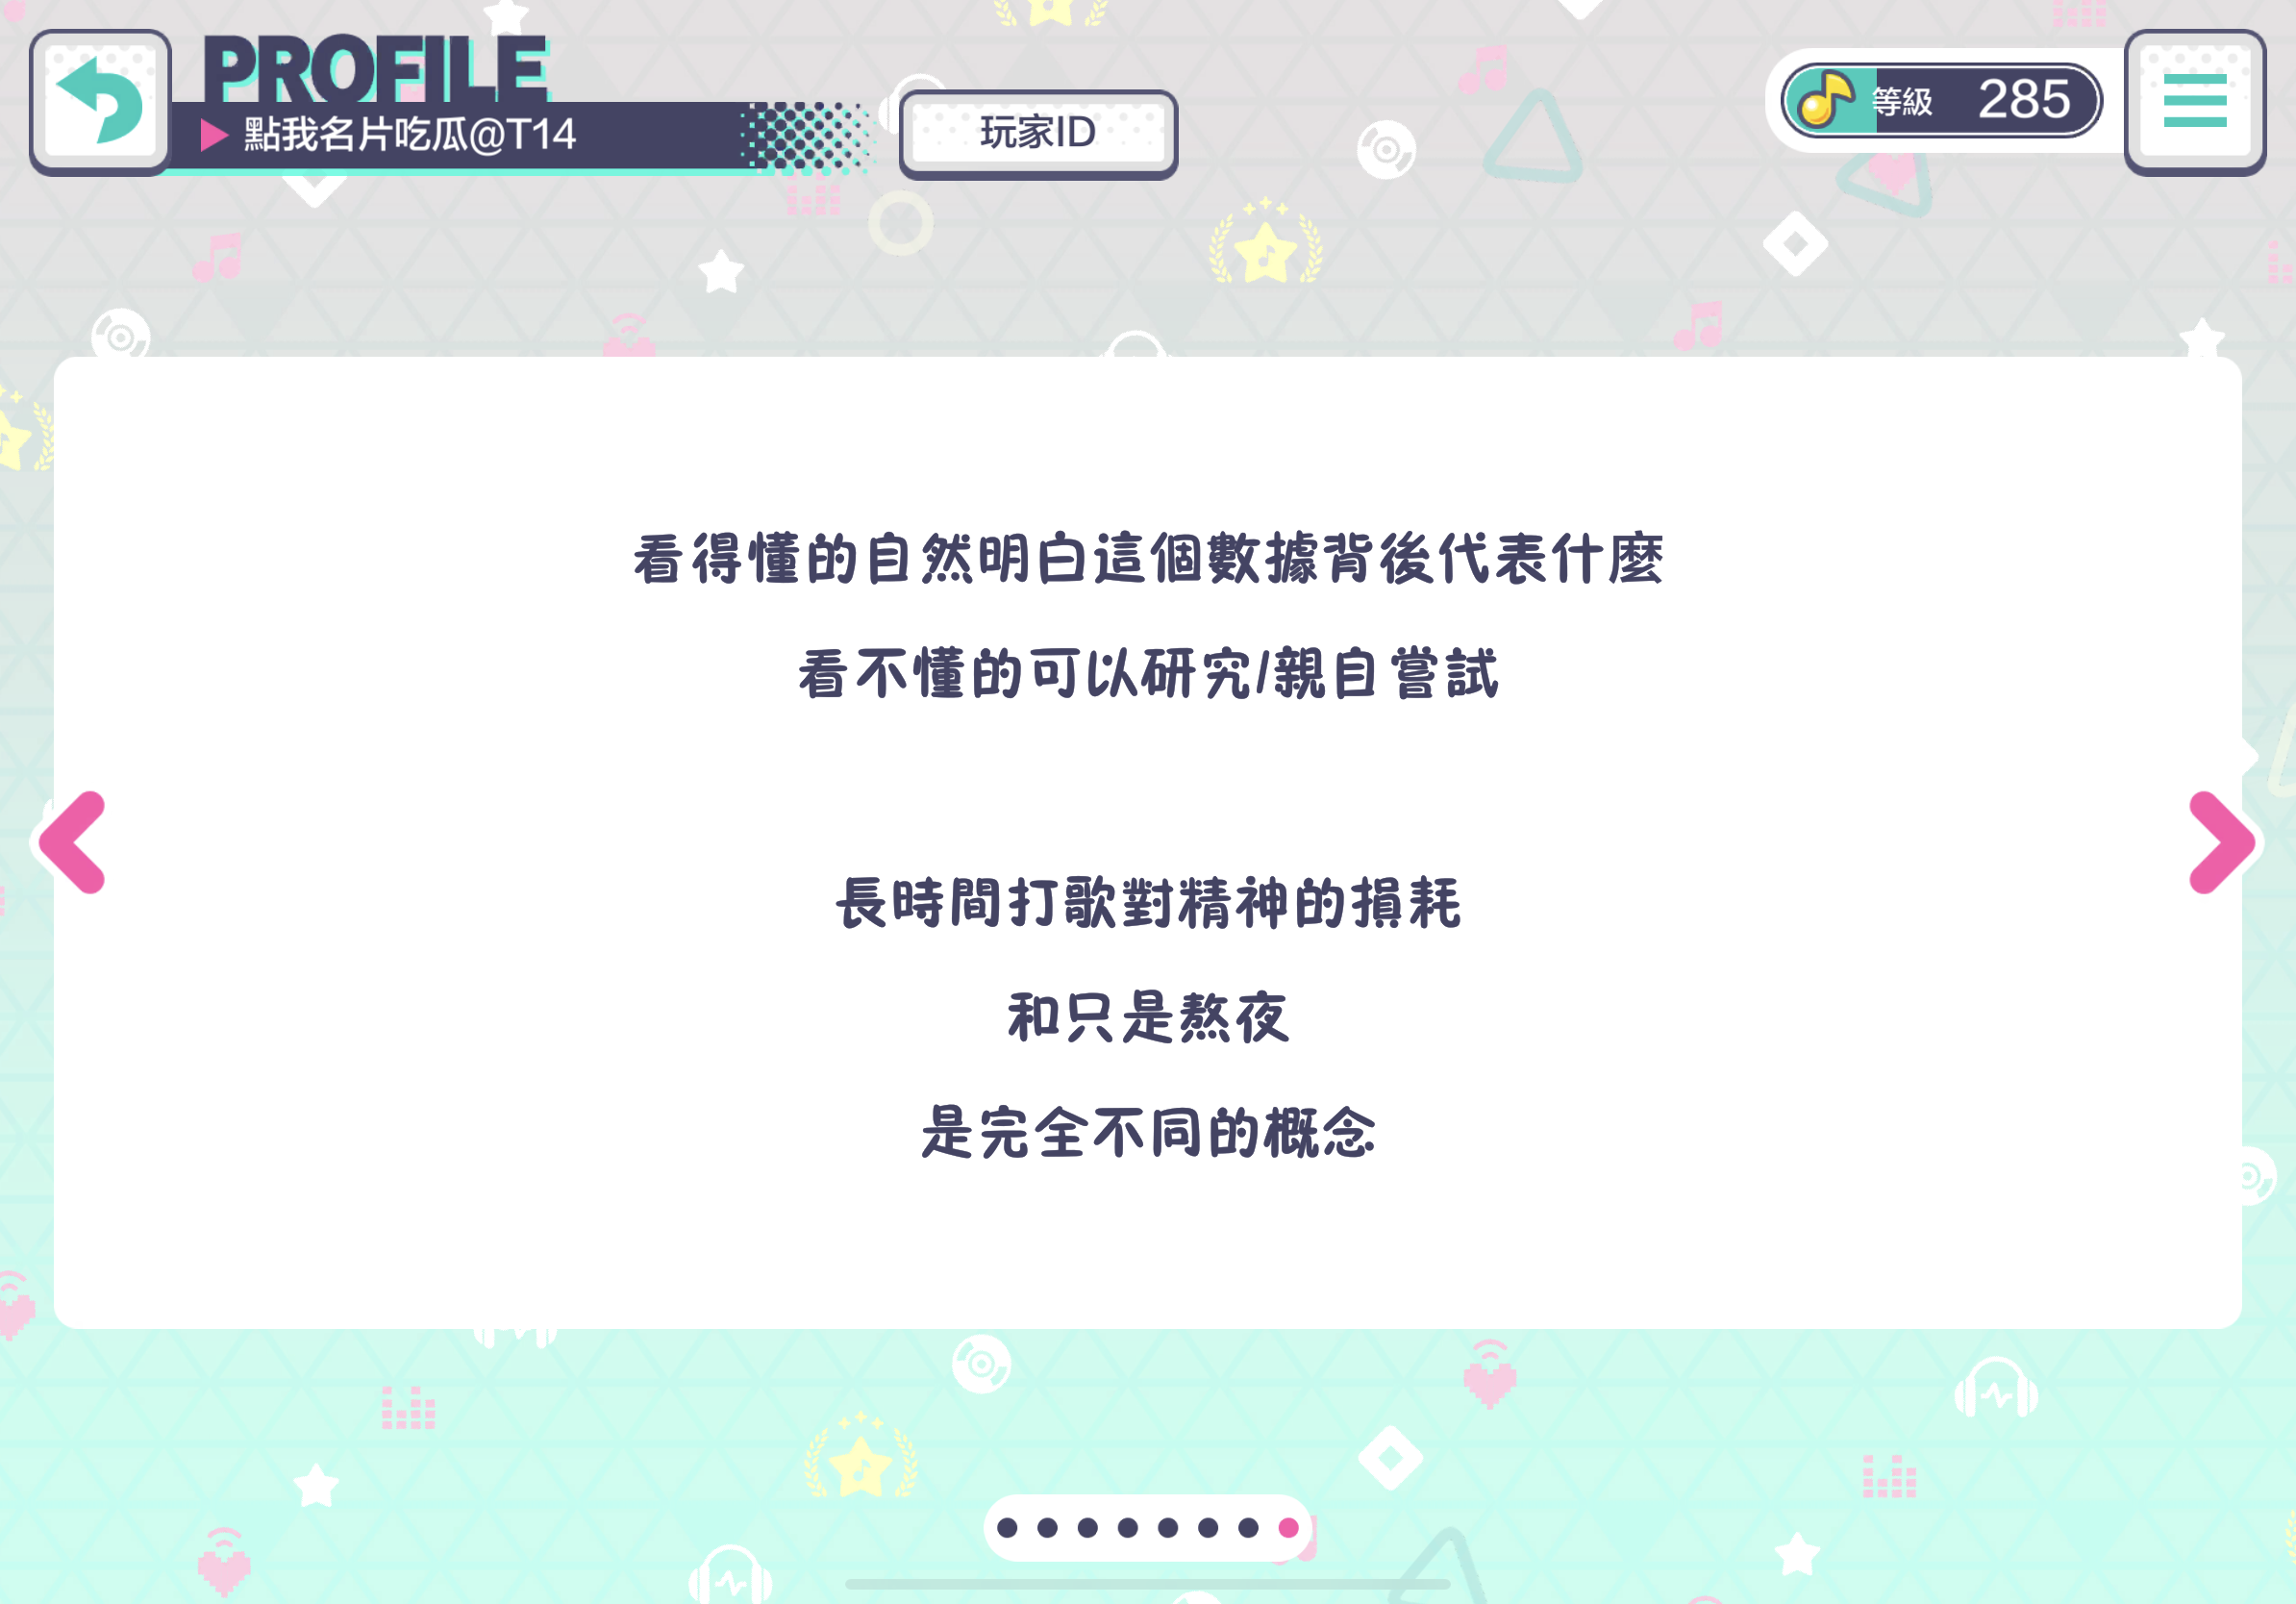 PROFILE
點我名片吃瓜@T14
玩家ID
等級 285
看得懂的自然明白這個數據背後代表什麼
看不懂的可以研究/親自嘗試
長時間打歌對精神的損耗
和只是熬夜
是完全不同的概念